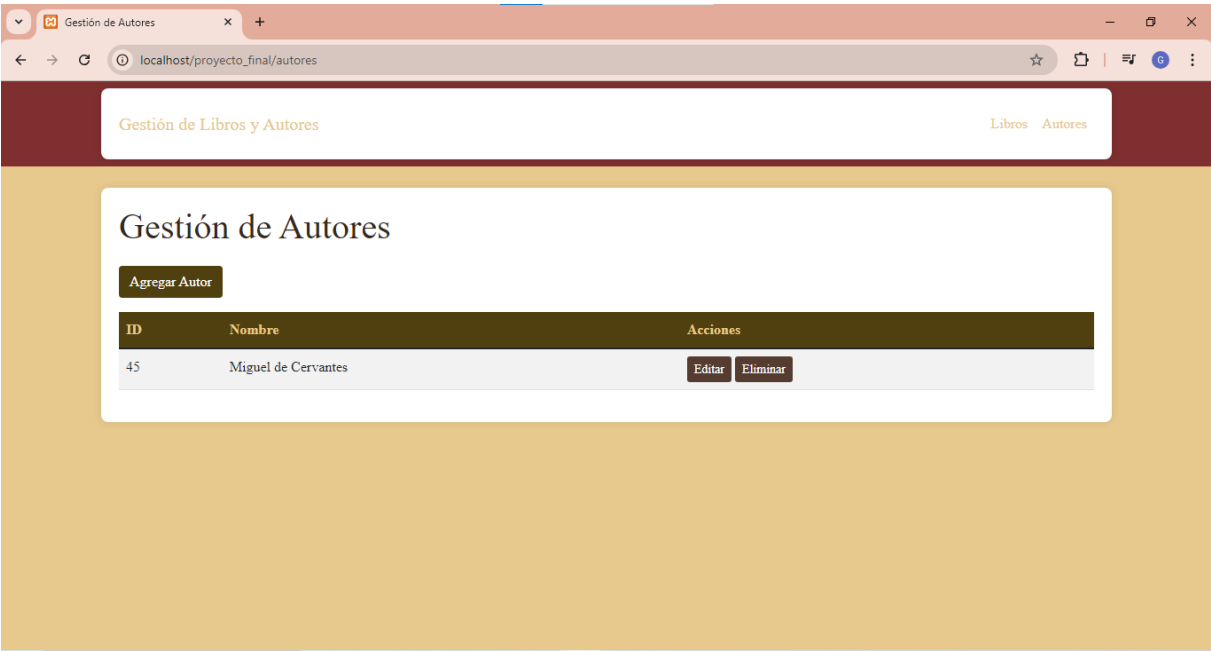 Gestión de Autores
localhost/proyecto_final/autores
G
Gestión de Libros y Autores Libros Autores
Gestión de Autores
Agregar Autor
ID Nombre Acciones
45 Miguel de Cervantes Editar Eliminar